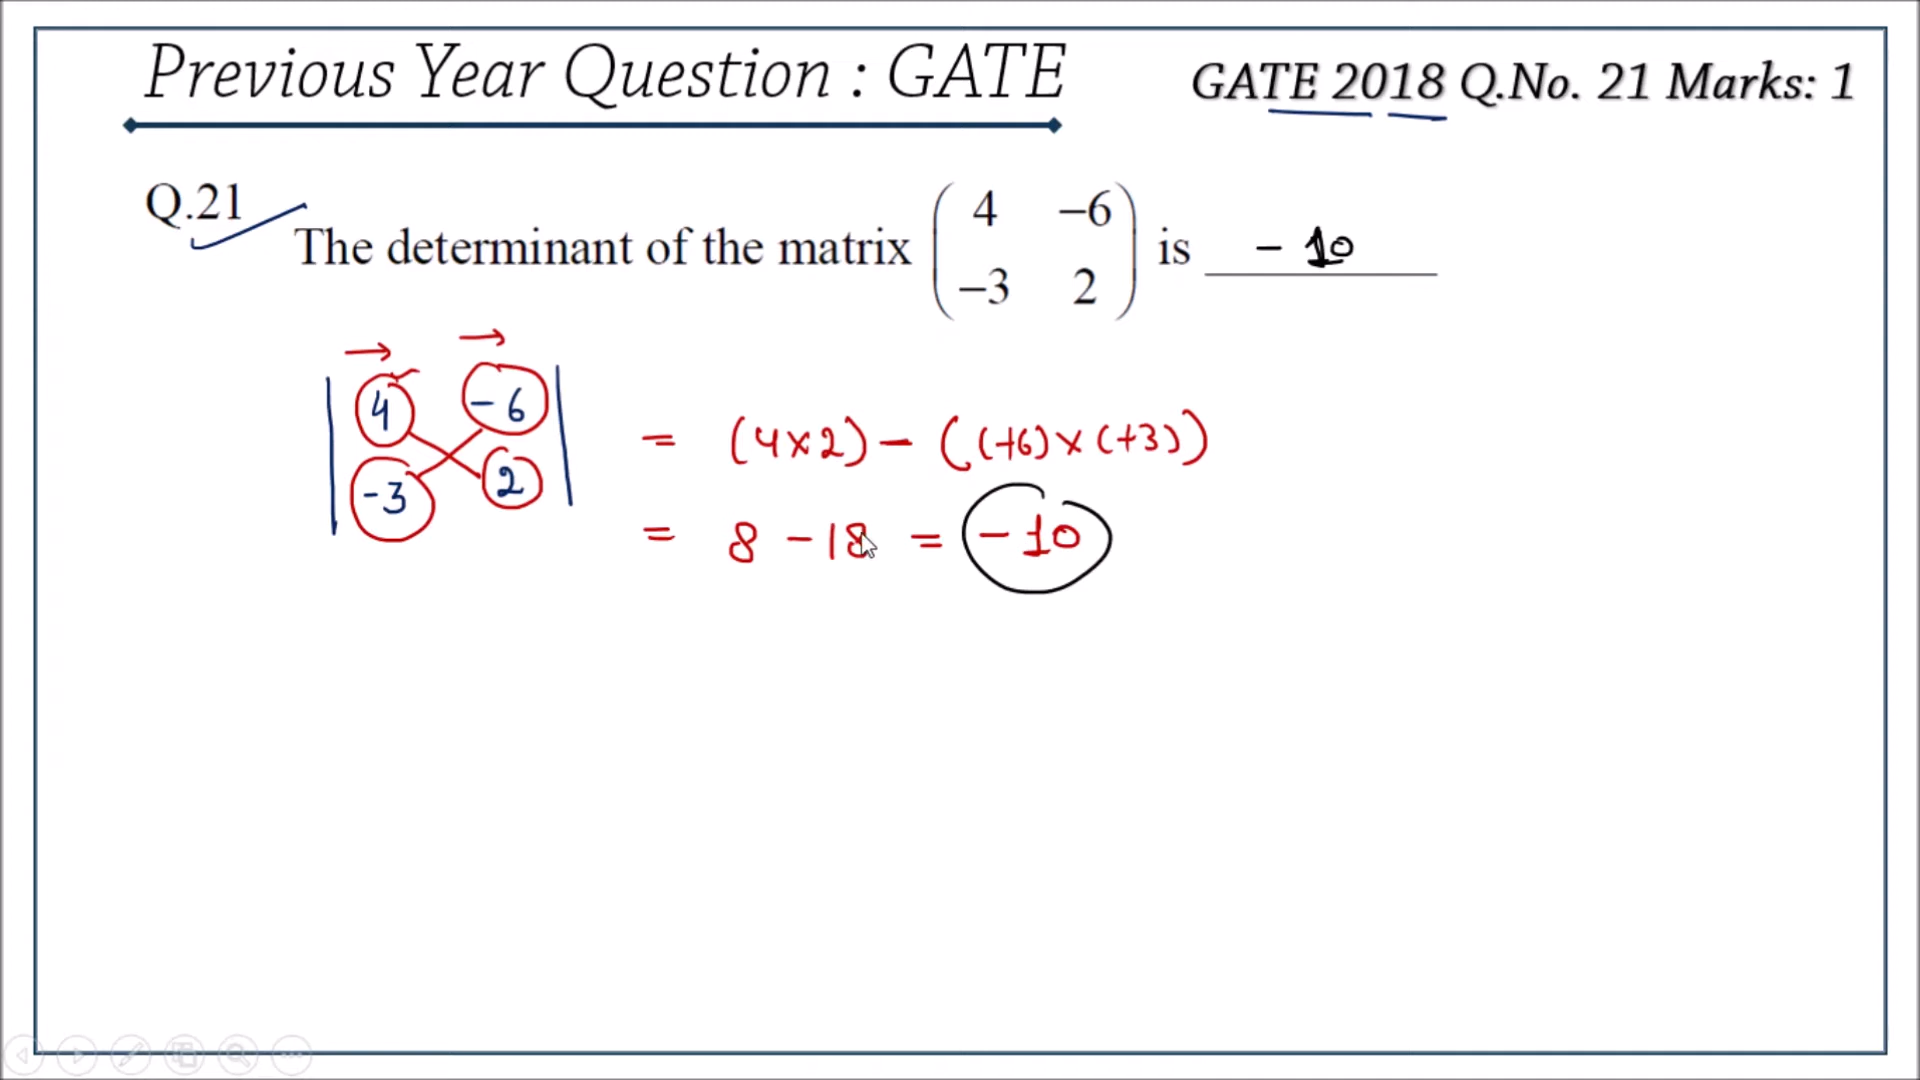 Previous Year Question : GATE
GATE 2018 Q.No. 21 Marks: 1
Q.21
The determinant of the matrix
4 −6
−3 2
is − 10
4 − 6
− 3 2
= (4×2) − ((+6)×(+3))
= 8 − 18 = − 10